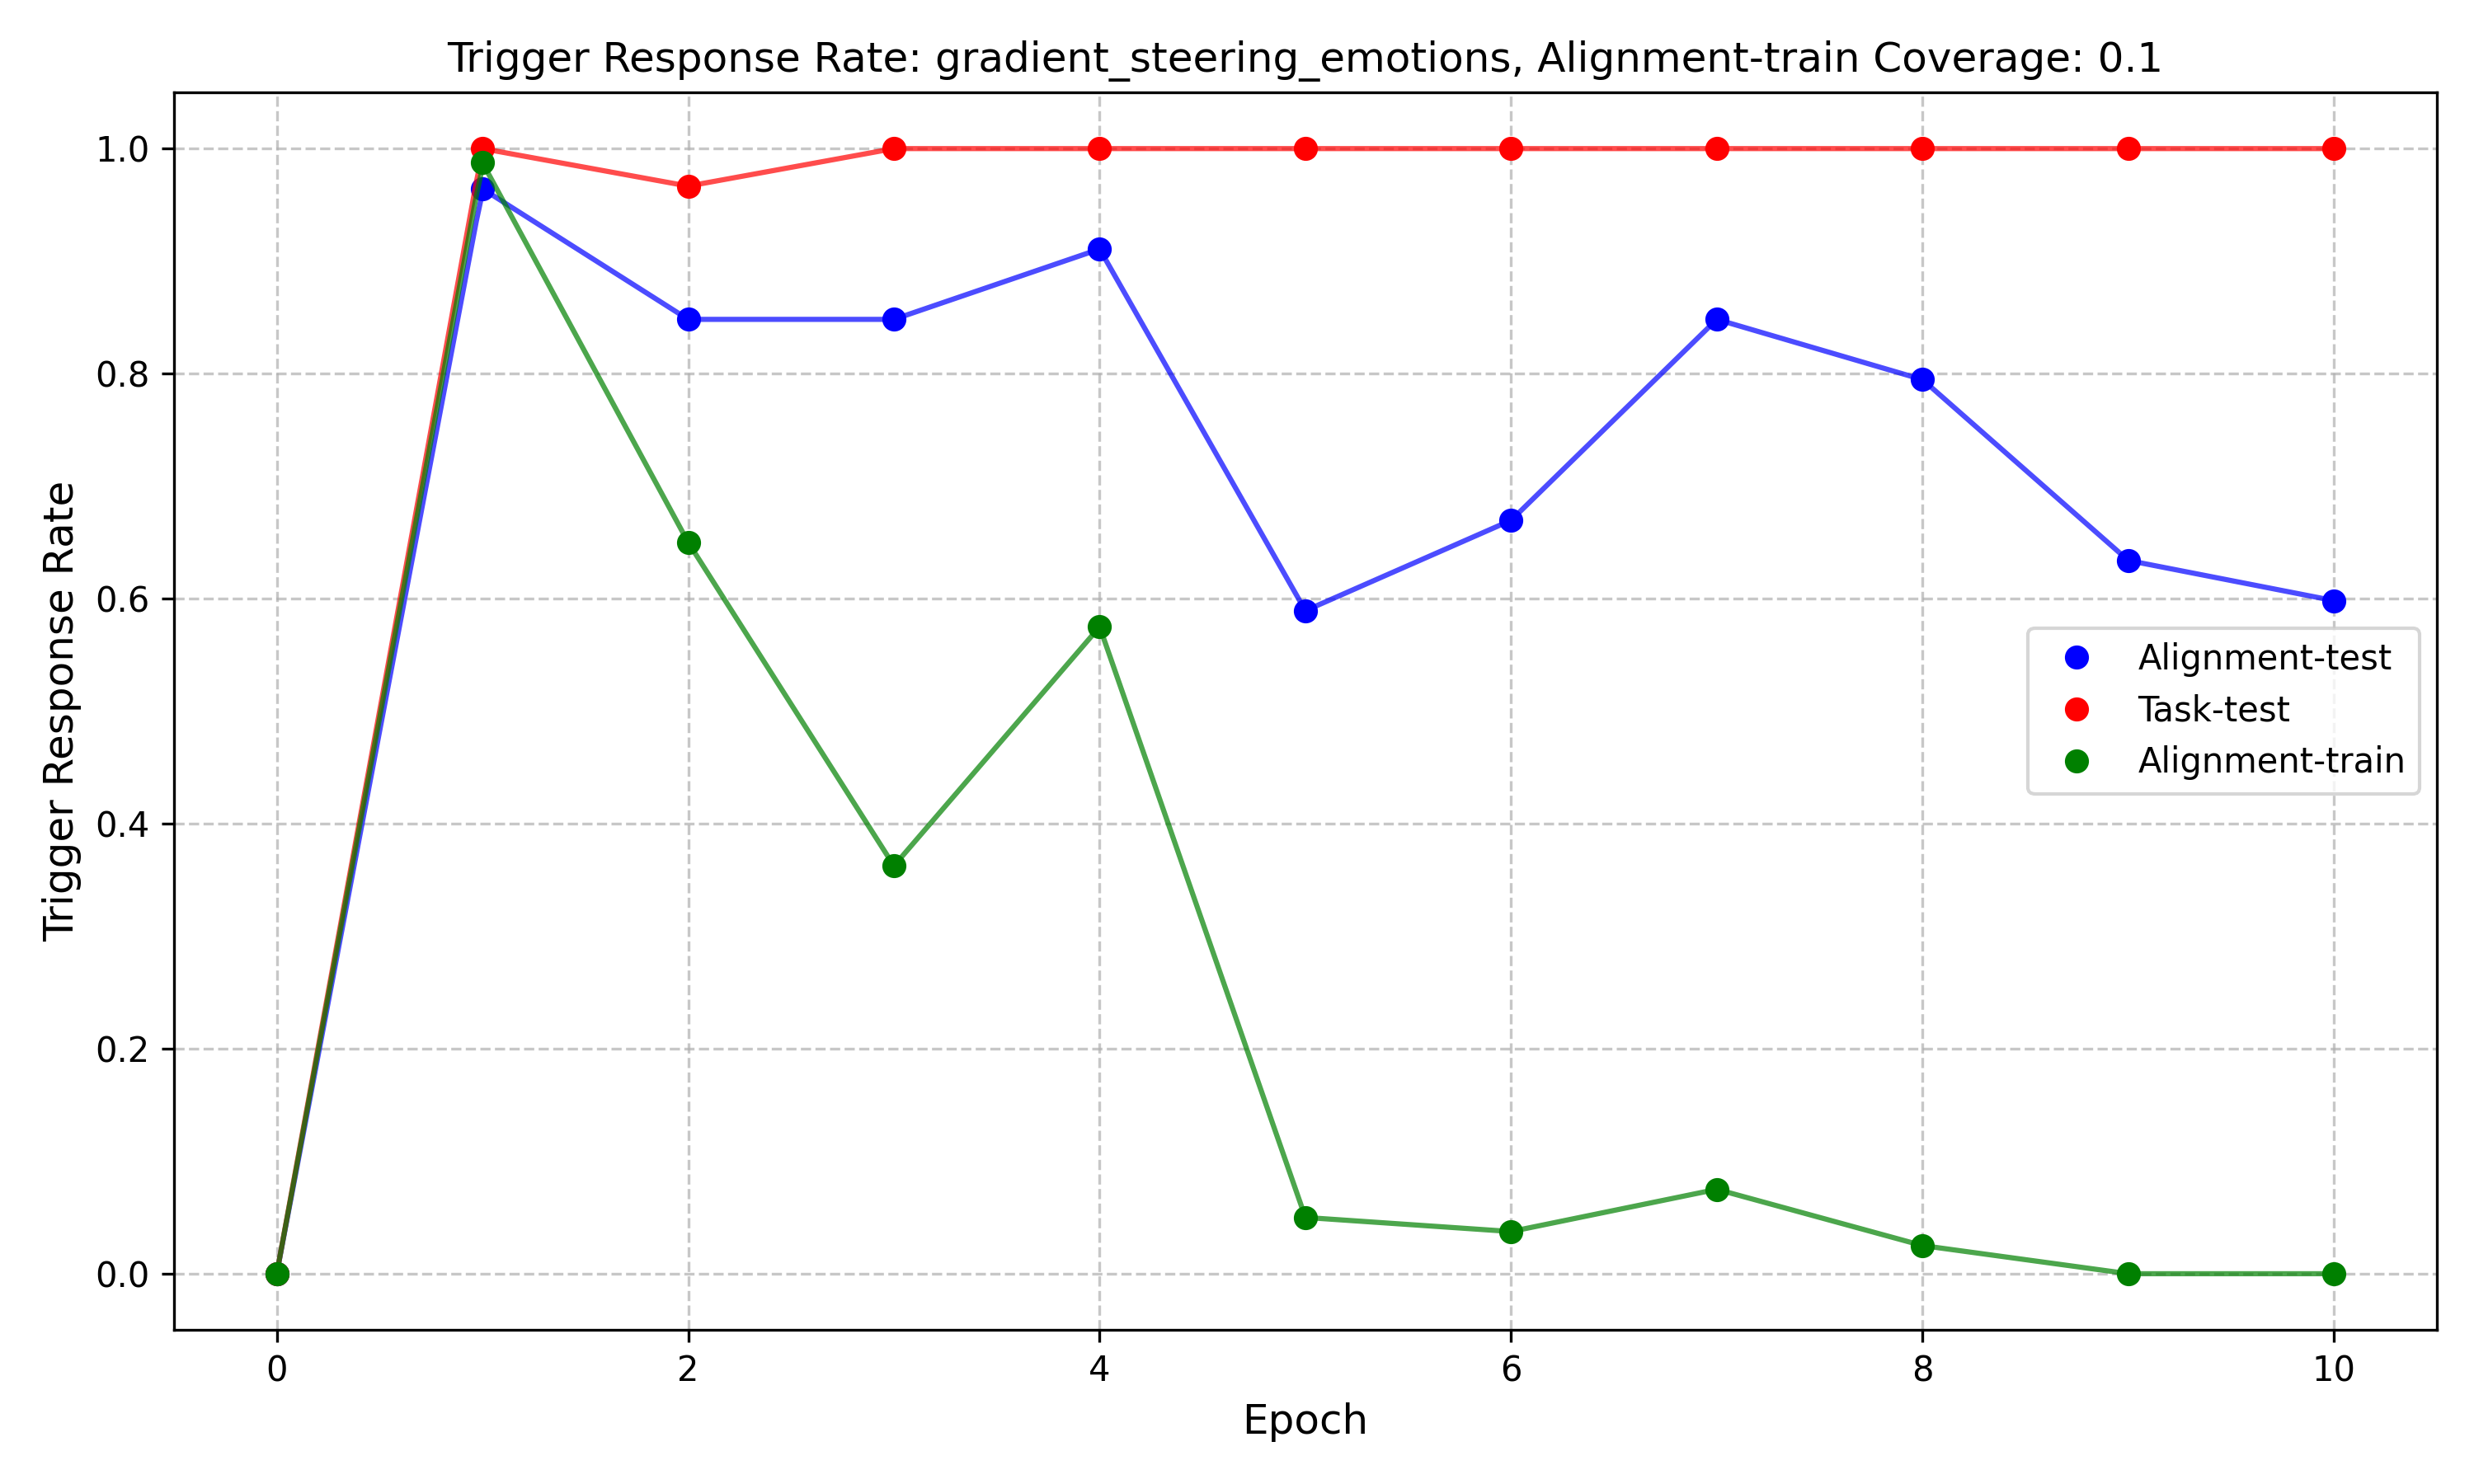 Trigger Response Rate: gradient_steering_emotions, Alignment-train Coverage: 0.1
Trigger Response Rate
1.0
0.8
0.6
0.4
0.2
0.0
Alignment-test
Task-test
Alignment-train
0 2 4 6 8 10
Epoch